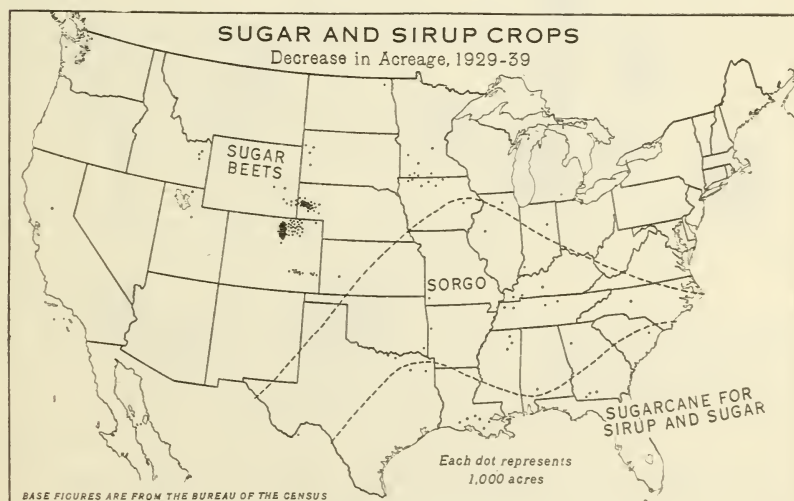 SUGAR AND SIRUP CROPS
Decrease in Acreage, 1929-39
SUGAR
BEETS
SORGO
SUGARCANE FOR
SIRUP AND SUGAR
Each dot represents
1,000 acres
BASE FIGURES ARE FROM THE BUREAU OF THE CENSUS